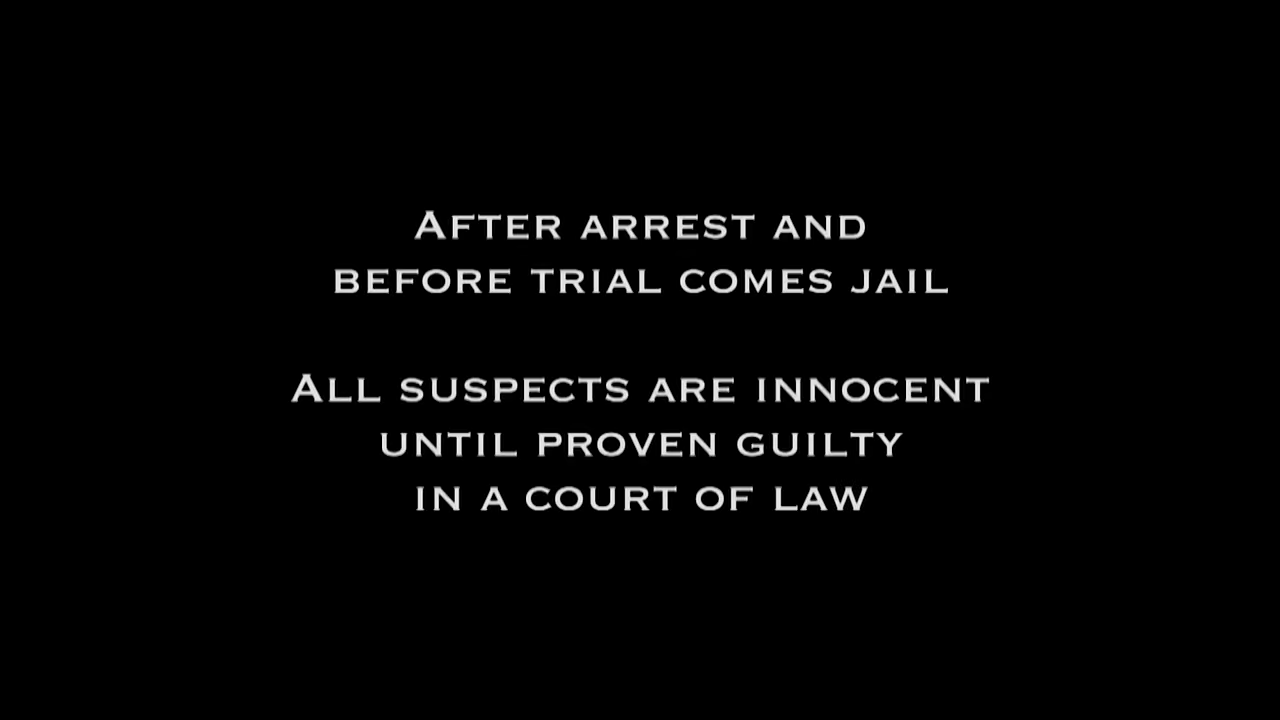 After arrest and
before trial comes jail
All suspects are innocent
until proven guilty
in a court of law